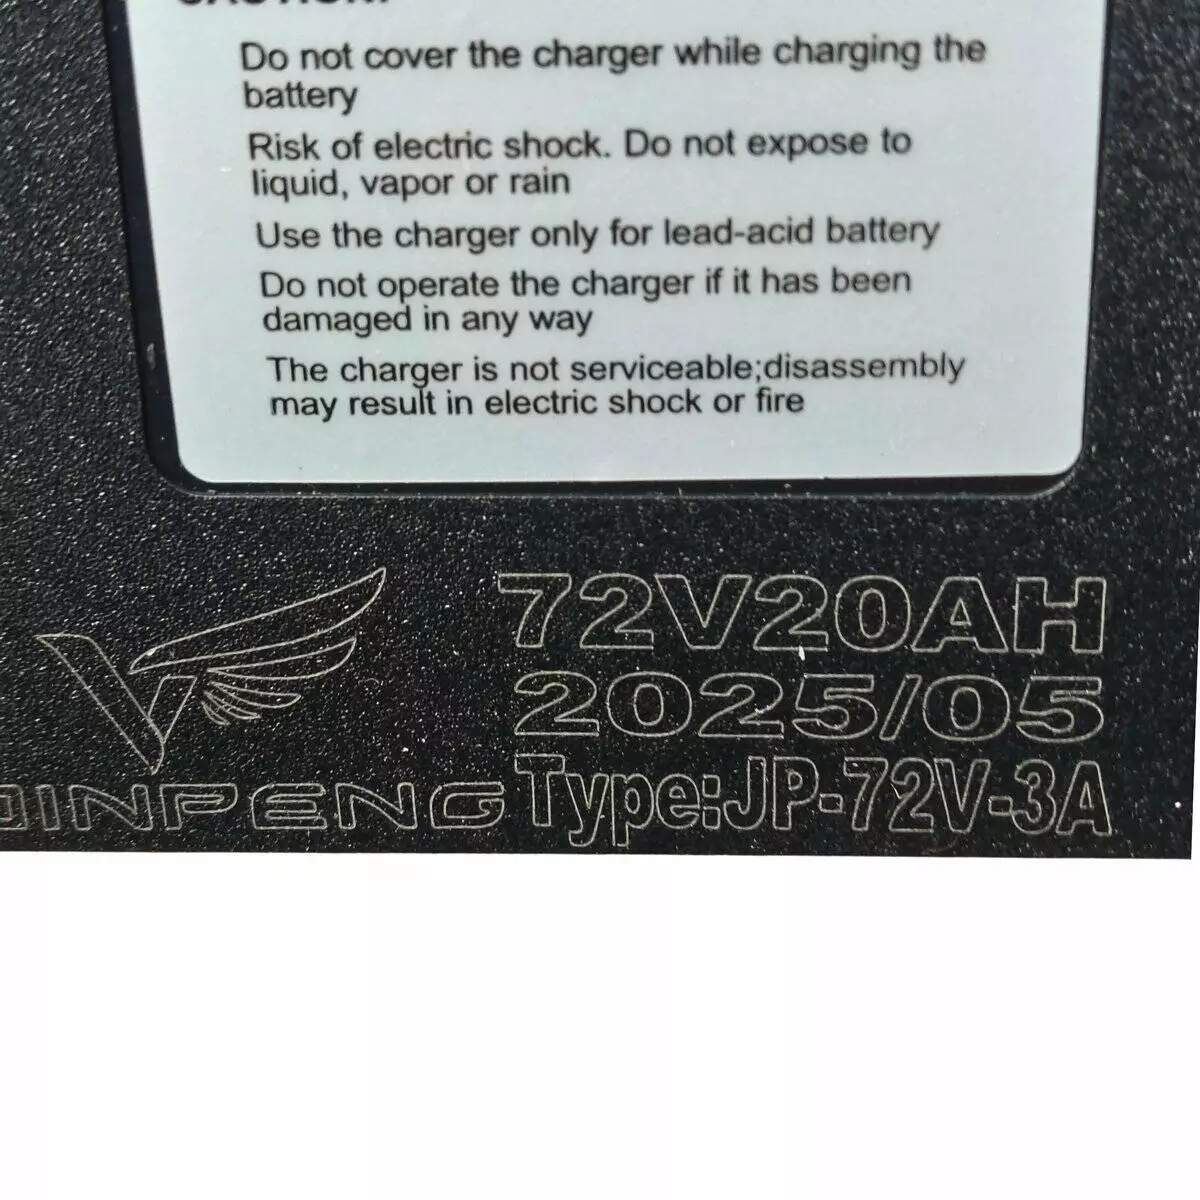 CAUTION:
Do not cover the charger while charging the
battery
Risk of electric shock. Do not expose to
liquid, vapor or rain
Use the charger only for lead-acid battery
Do not operate the charger if it has been
damaged in any way
The charger is not serviceable;disassembly
may result in electric shock or fire
72V20AH
2025/05
JINPENG Type:JP-72V-3A